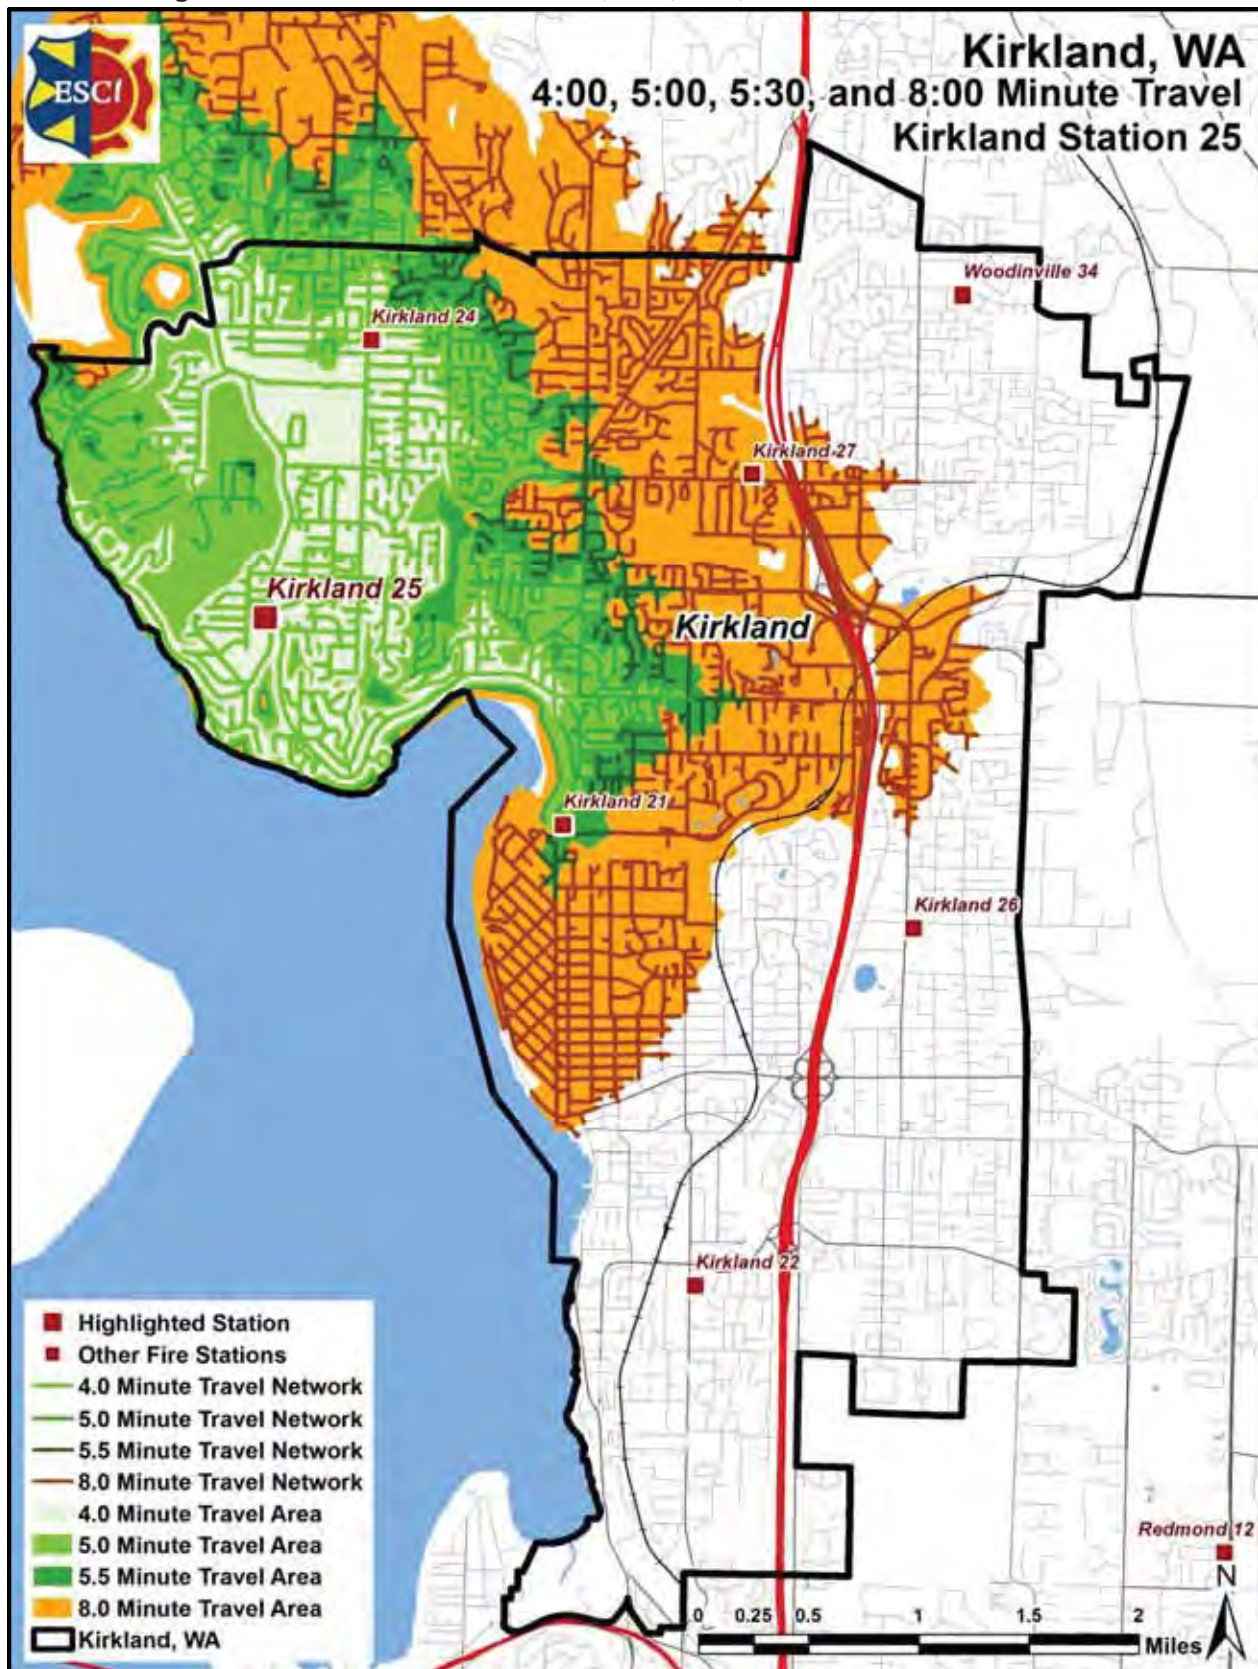 ESCi
Kirkland, WA
4:00, 5:00, 5:30, and 8:00 Minute Travel
Kirkland Station 25
Woodinville 34
Kirkland 24
Kirkland 27
Kirkland 25
Kirkland
Kirkland 21
Kirkland 26
Kirkland 22
Highlighted Station
Other Fire Stations
4.0 Minute Travel Network
5.0 Minute Travel Network
5.5 Minute Travel Network
8.0 Minute Travel Network
4.0 Minute Travel Area
5.0 Minute Travel Area
5.5 Minute Travel Area
8.0 Minute Travel Area
Kirkland, WA
Redmond 12
N
0 0.25 0.5 1 1.5 2
Miles